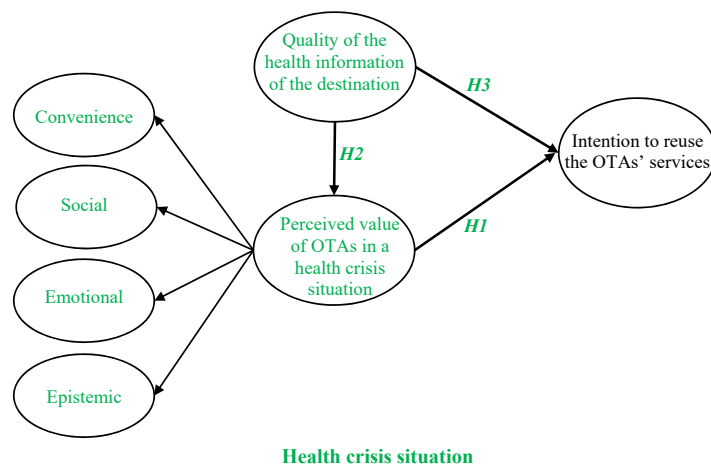 Quality of the
health information
of the destination
Convenience
H3
Intention to reuse
the OTAs’ services
H2
Social
Perceived value
of OTAs in a
health crisis
situation
H1
Emotional
Epistemic
Health crisis situation